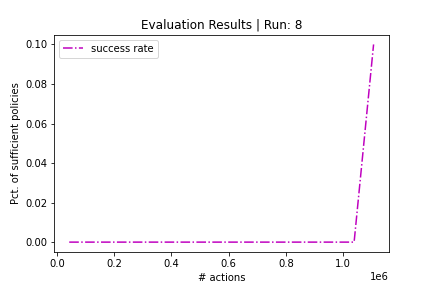 Evaluation Results | Run: 8
success rate
Pct. of sufficient policies
0.10
0.08
0.06
0.04
0.02
0.00
0.0 0.2 0.4 0.6 0.8 1.0
1e6
# actions